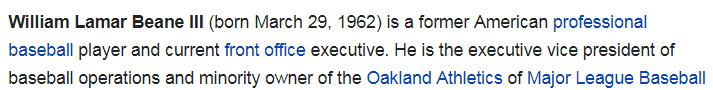 William Lamar Beane III (born March 29, 1962) is a former American professional
baseball player and current front office executive. He is the executive vice president of
baseball operations and minority owner of the Oakland Athletics of Major League Baseball